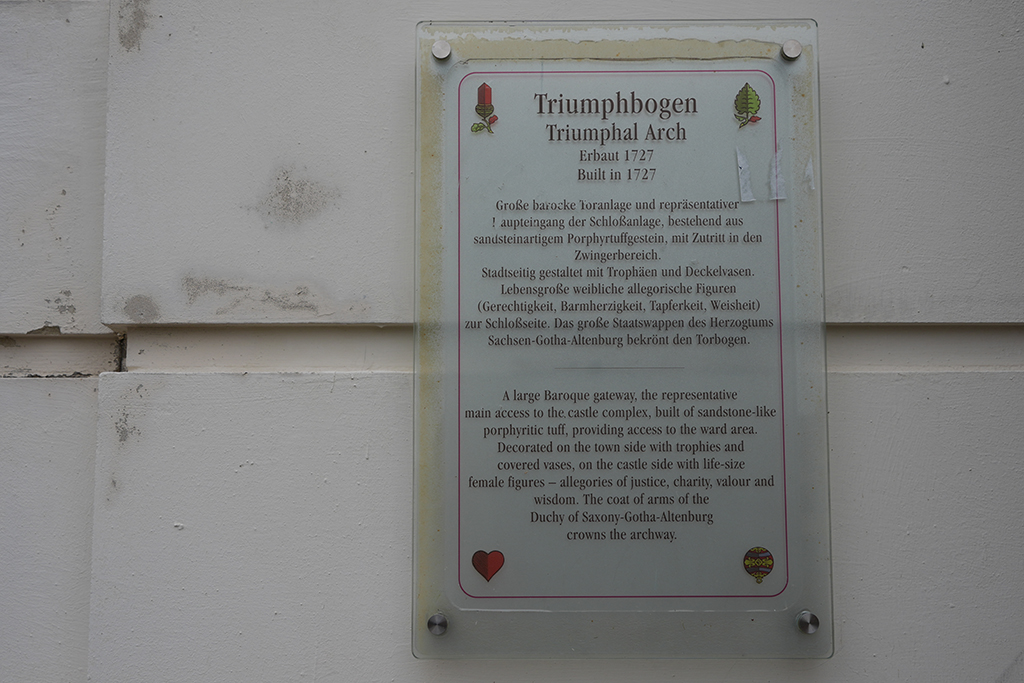 Triumphbogen
Triumphal Arch
Erbaut 1727
Built in 1727
Große barocke Toranlage und repräsentativer
!aupteingang der Schloßanlage, bestehend aus
sandsteinartigem Porphyrtuffgestein, mit Zutritt in den
Zwingerbereich.
Stadtseitig gestaltet mit Trophäen und Deckelvasen.
Lebensgroße weibliche allegorische Figuren
(Gerechtigkeit, Barmherzigkeit, Tapferkeit, Weisheit)
zur Schloßseite. Das große Staatswappen des Herzogtums
Sachsen-Gotha-Altenburg bekrönt den Torbogen.
A large Baroque gateway, the representative
main access to the castle complex, built of sandstone-like
porphyritic tuff, providing access to the ward area.
Decorated on the town side with trophies and
covered vases, on the castle side with life-size
female figures – allegories of justice, charity, valour and
wisdom. The coat of arms of the
Duchy of Saxony-Gotha-Altenburg
crowns the archway.